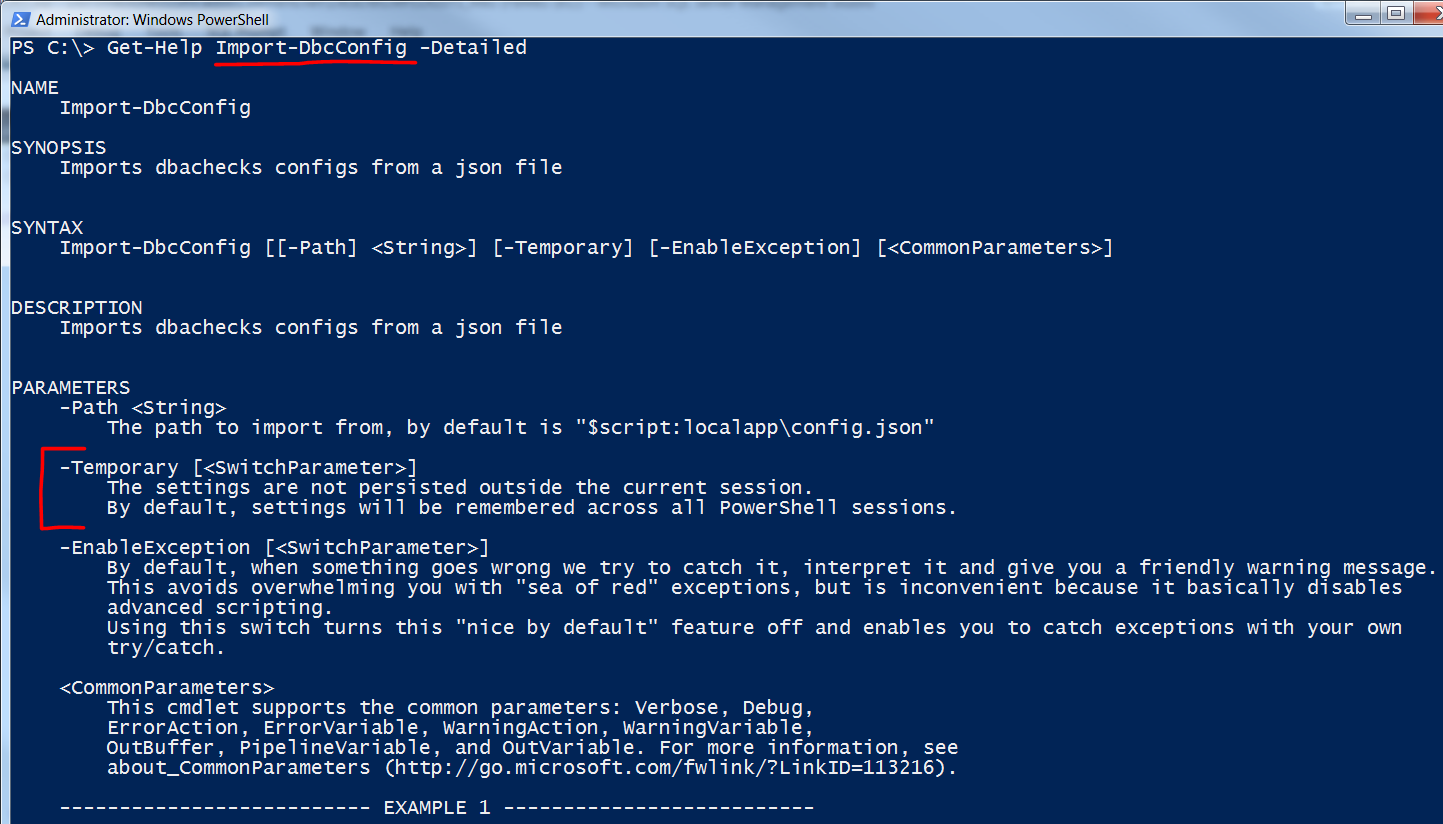 Administrator: Windows PowerShell
PS C:\> Get-Help Import-DbcConfig -Detailed
NAME
Import-DbcConfig
SYNOPSIS
Imports dbachecks configs from a json file
SYNTAX
Import-DbcConfig [[-Path] <String>] [-Temporary] [-EnableException] [<CommonParameters>]
DESCRIPTION
Imports dbachecks configs from a json file
PARAMETERS
-Path <String>
The path to import from, by default is "$script:localapp\config.json"
-Temporary [<SwitchParameter>]
The settings are not persisted outside the current session.
By default, settings will be remembered across all PowerShell sessions.
-EnableException [<SwitchParameter>]
By default, when something goes wrong we try to catch it, interpret it and give you a friendly warning message.
This avoids overwhelming you with "sea of red" exceptions, but is inconvenient because it basically disables
advanced scripting.
Using this switch turns this "nice by default" feature off and enables you to catch exceptions with your own
try/catch.
<CommonParameters>
This cmdlet supports the common parameters: Verbose, Debug,
ErrorAction, ErrorVariable, WarningAction, WarningVariable,
OutBuffer, PipelineVariable, and OutVariable. For more information, see
about_CommonParameters (http://go.microsoft.com/fwlink/?LinkID=113216).
-------------------------- EXAMPLE 1 --------------------------